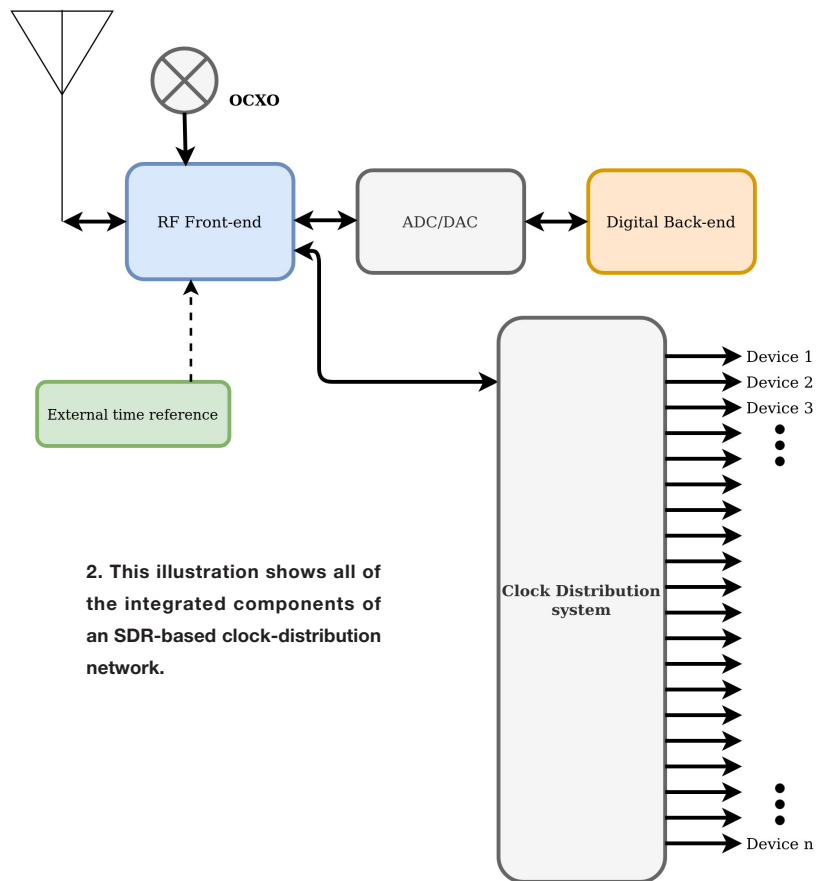 OCXO
RF Front-end
ADC/DAC
Digital Back-end
External time reference
Device 1
Device 2
Device 3
Clock Distribution
system
Device n
2. This illustration shows all of
the integrated components of
an SDR-based clock-distribution
network.